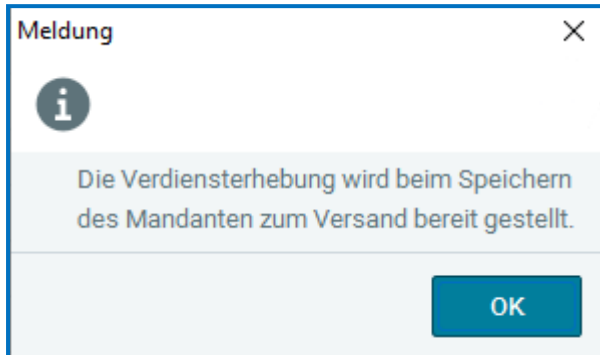 Meldung
Die Verdiensterhebung wird beim Speichern
des Mandanten zum Versand bereit gestellt.
OK